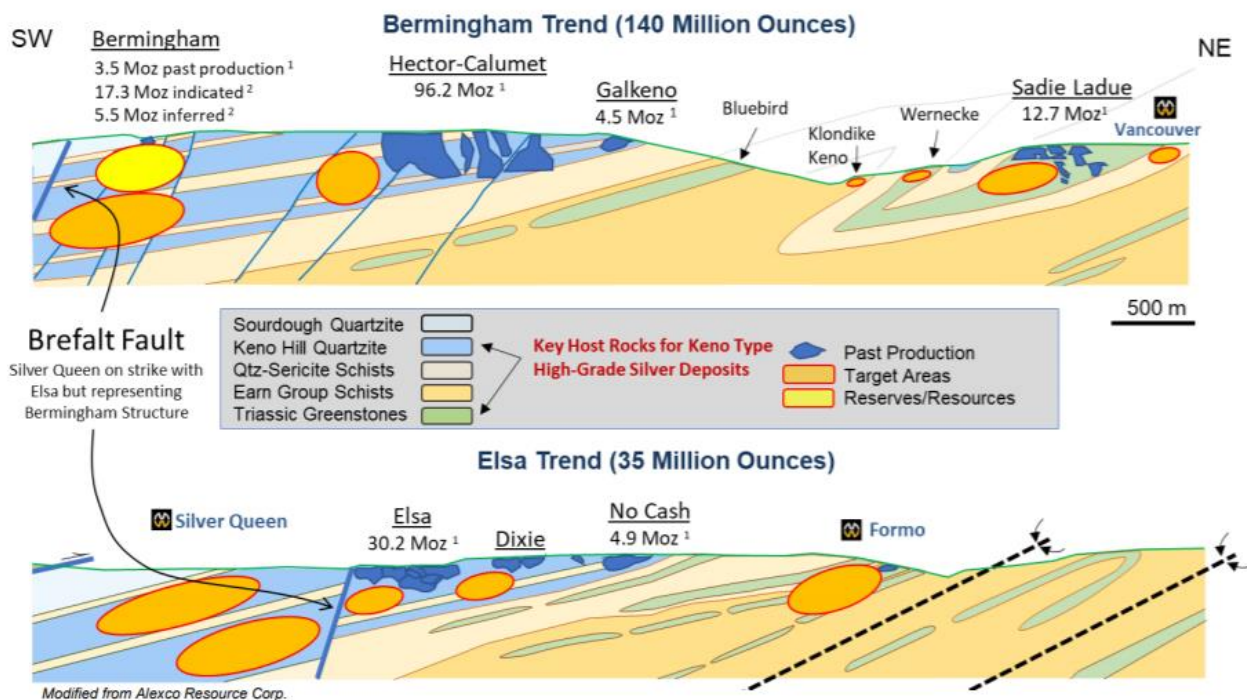 Bermingham Trend (140 Million Ounces)
SW
NE
Bermingham
3.5 Moz past production ¹
17.3 Moz indicated ²
5.5 Moz inferred ²
Hector-Calumet
96.2 Moz ¹
Galkeno
4.5 Moz ¹
Bluebird
Klondike
Keno
Wernecke
Sadie Ladue
12.7 Moz¹
Vancouver
500 m
Brefalt Fault
Silver Queen on strike with
Elsa but representing
Bermingham Structure
Sourdough Quartzite
Keno Hill Quartzite
Qtz-Sericite Schists
Earn Group Schists
Triassic Greenstones
Key Host Rocks for Keno Type
High-Grade Silver Deposits
Past Production
Target Areas
Reserves/Resources
Elsa Trend (35 Million Ounces)
Silver Queen
Elsa
30.2 Moz ¹
Dixie
No Cash
4.9 Moz ¹
Formo
Modified from Alexco Resource Corp.